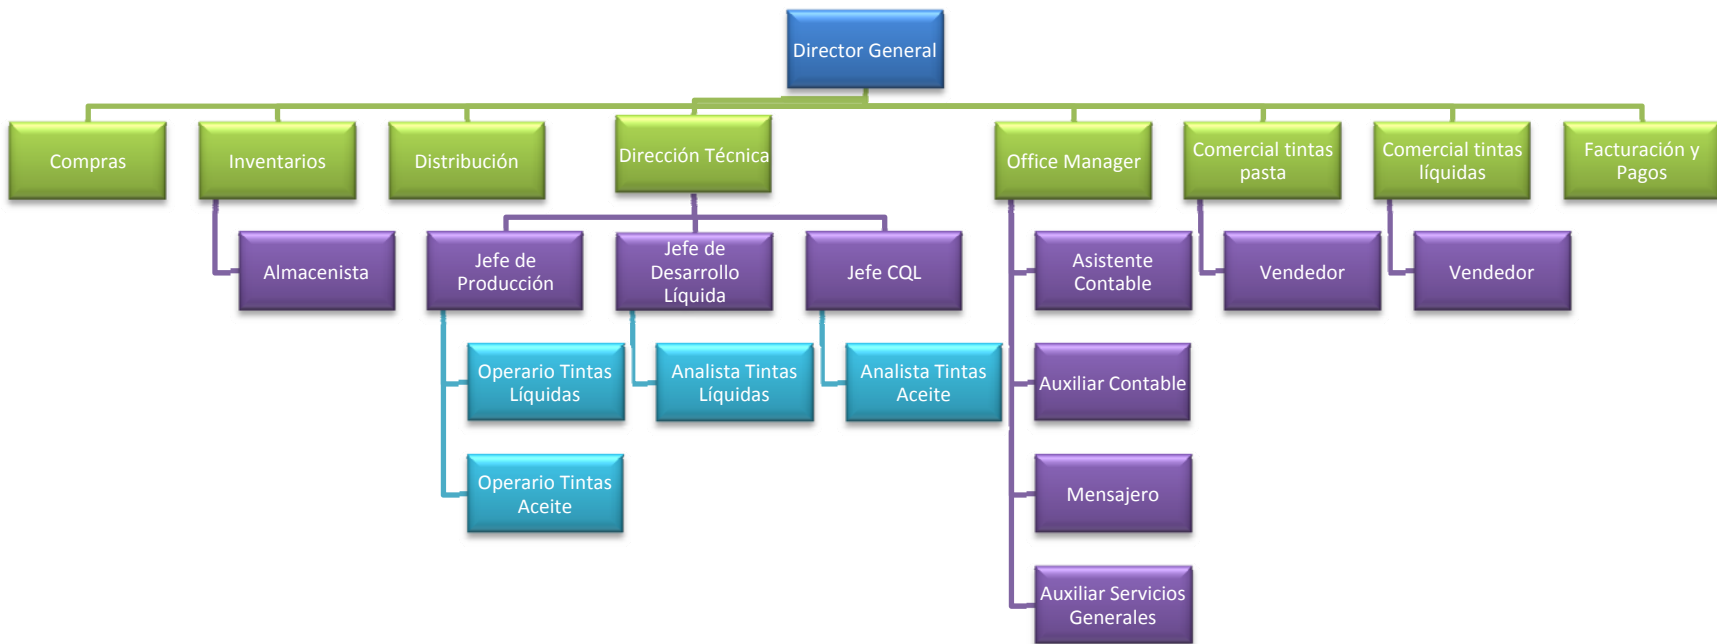 Director General
Compras
Inventarios
Distribución
Dirección Técnica
Office Manager
Comercial tintas
pasta
Comercial tintas
líquidas
Facturación y
Pagos
Almacenista
Jefe de
Producción
Jefe de
Desarrollo
Líquida
Jefe CQL
Asistente
Contable
Vendedor
Vendedor
Operario Tintas
Líquidas
Analista Tintas
Líquidas
Analista Tintas
Aceite
Auxiliar Contable
Operario Tintas
Aceite
Mensajero
Auxiliar Servicios
Generales